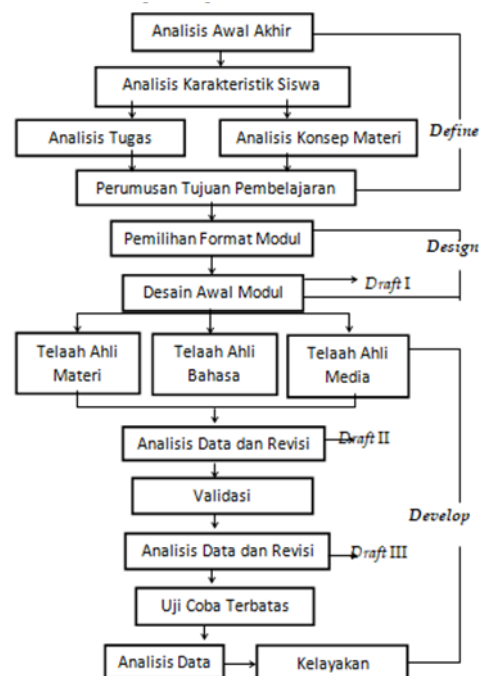 Analisis Awal Akhir
Analisis Karakteristik Siswa
Analisis Tugas
Analisis Konsep Materi
Define
Perumusan Tujuan Pembelajaran
Pemilihan Format Modul
Design
Desain Awal Modul
Draft I
Telaah Ahli
Materi
Telaah Ahli
Bahasa
Telaah Ahli
Media
Analisis Data dan Revisi
Draft II
Validasi
Develop
Analisis Data dan Revisi
Draft III
Uji Coba Terbatas
Analisis Data
Kelayakan